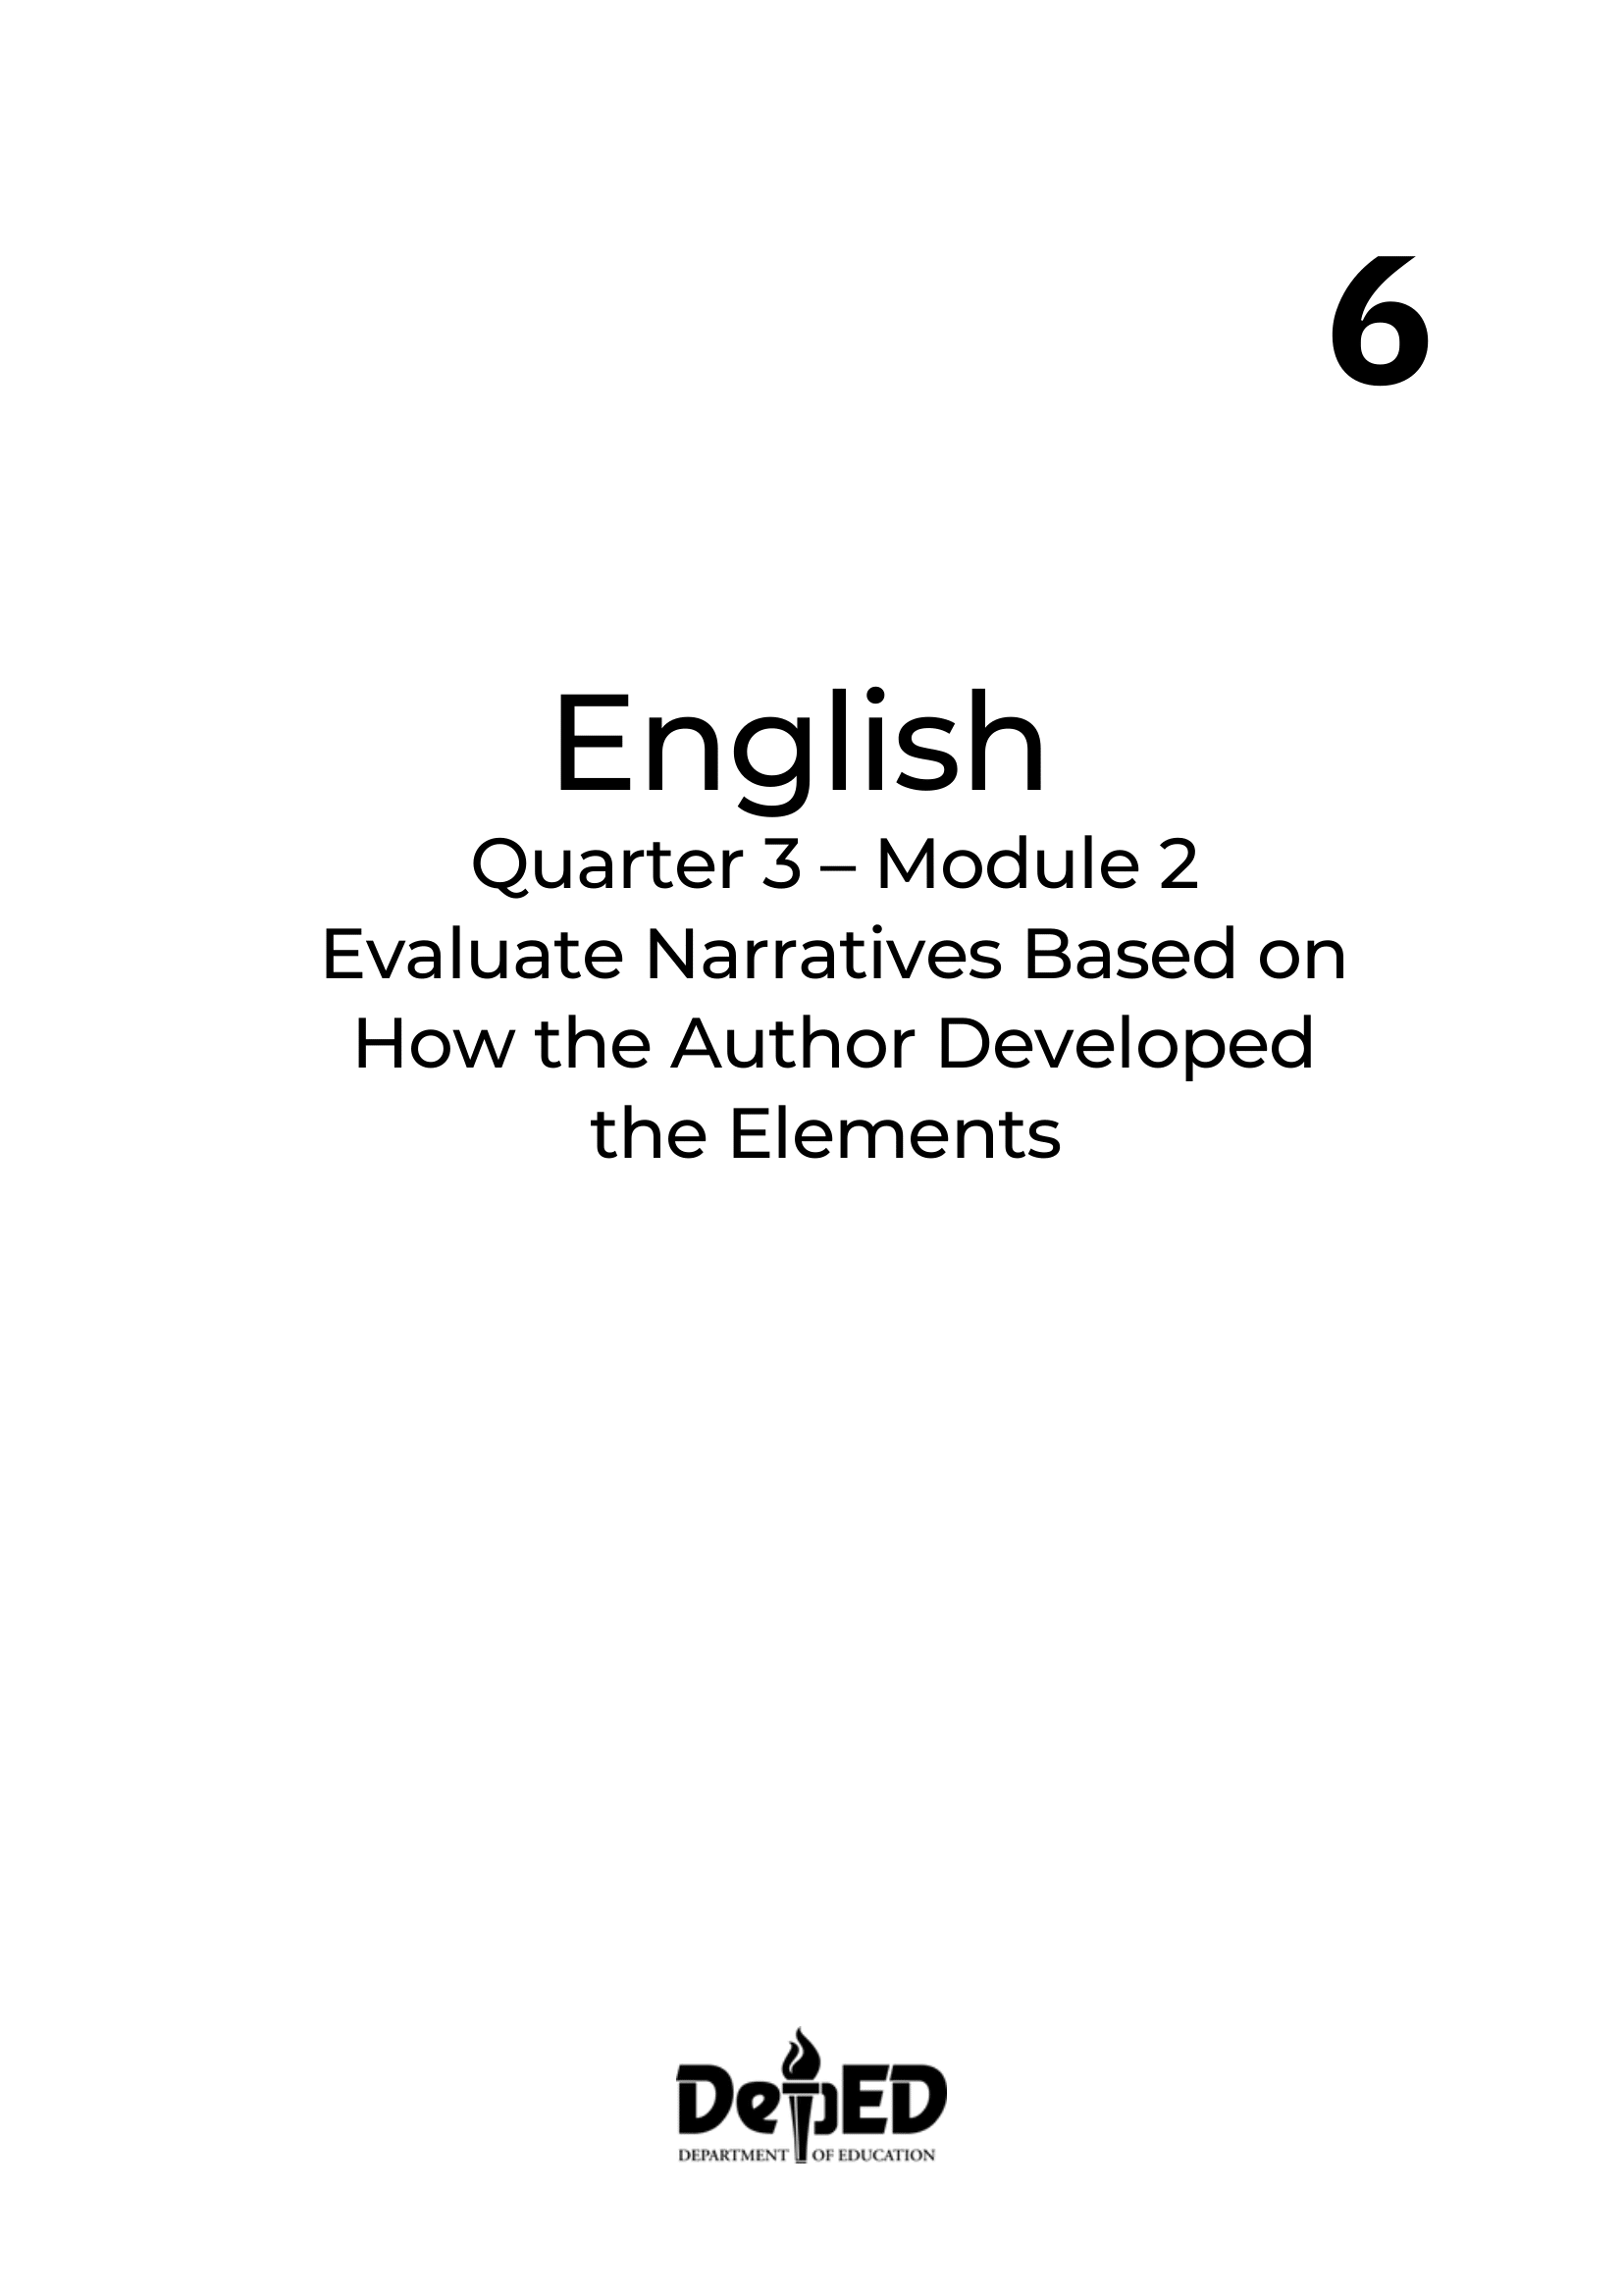 6
English
Quarter 3 – Module 2
Evaluate Narratives Based on
How the Author Developed
the Elements
DepED
DEPARTMENT OF EDUCATION